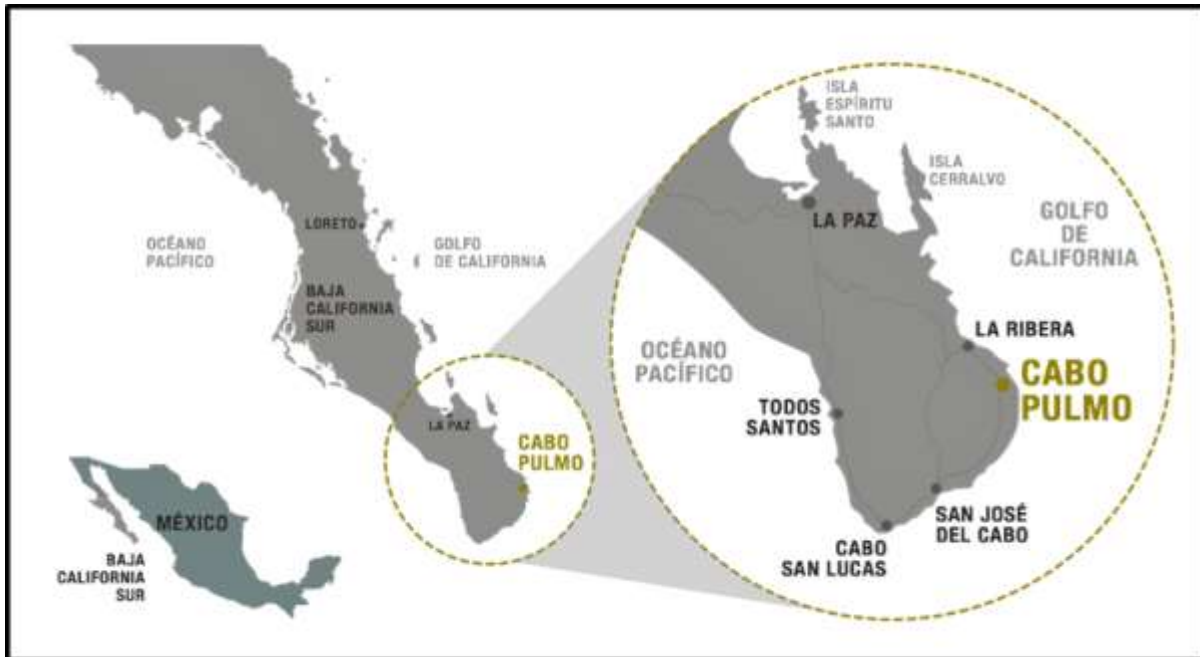 OCÉANO
PACÍFICO
LORETO
GOLFO
DE CALIFORNIA
BAJA
CALIFORNIA
SUR
LA PAZ
CABO
PULMO
MÉXICO
BAJA
CALIFORNIA
SUR
ISLA
ESPÍRITU
SANTO
ISLA
CERRALVO
LA PAZ
GOLFO
DE
CALIFORNIA
OCÉANO
PACÍFICO
LA RIBERA
CABO
PULMO
TODOS
SANTOS
SAN JOSÉ
DEL CABO
CABO
SAN LUCAS